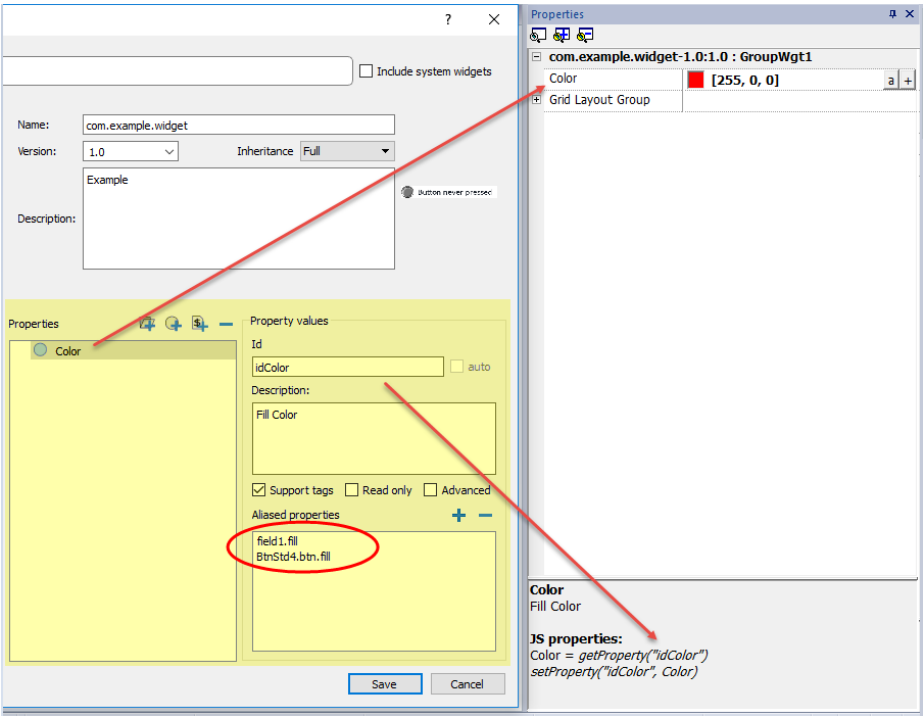 ?
Include system widgets
Name:
com.example.widget
Version:
1.0
Inheritance
Full
Description:
Example
Button never pressed
Properties
Color
Property values
Id
idColor
auto
Description:
Fill Color
Support tags
Read only
Advanced
Aliased properties
field1.fill
BtnStd4.btn.fill
Save
Cancel
Properties
com.example.widget-1.0:1.0 : GroupWgt1
Color
[255, 0, 0]
a
+
Grid Layout Group
Color
Fill Color
JS properties:
Color = getProperty("idColor")
setProperty("idColor", Color)